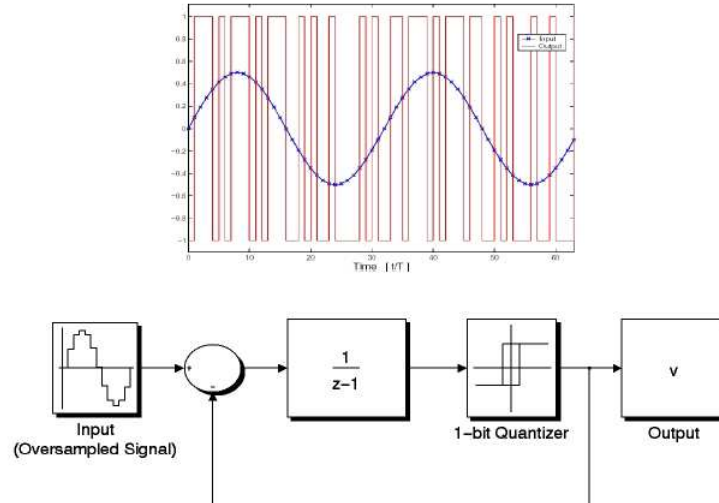 1
0.8
0.6
0.4
0.2
0
−0.2
−0.4
−0.6
−0.8
−1
Input
Output
0 10 20 30 40 50 60
Time [ t/T ]
1
z−1
v
Input
(Oversampled Signal)
+
−
1−bit Quantizer
Output